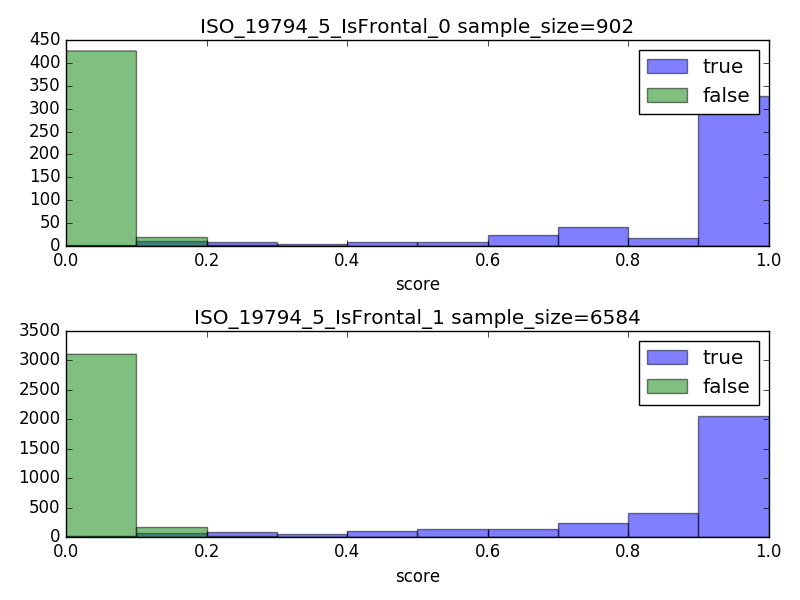 ISO_19794_5_IsFrontal_0 sample_size=902
450
400
350
300
250
200
150
100
50
0
true
false
0.0 0.2 0.4 0.6 0.8 1.0
score
ISO_19794_5_IsFrontal_1 sample_size=6584
3500
3000
2500
2000
1500
1000
500
0
true
false
0.0 0.2 0.4 0.6 0.8 1.0
score